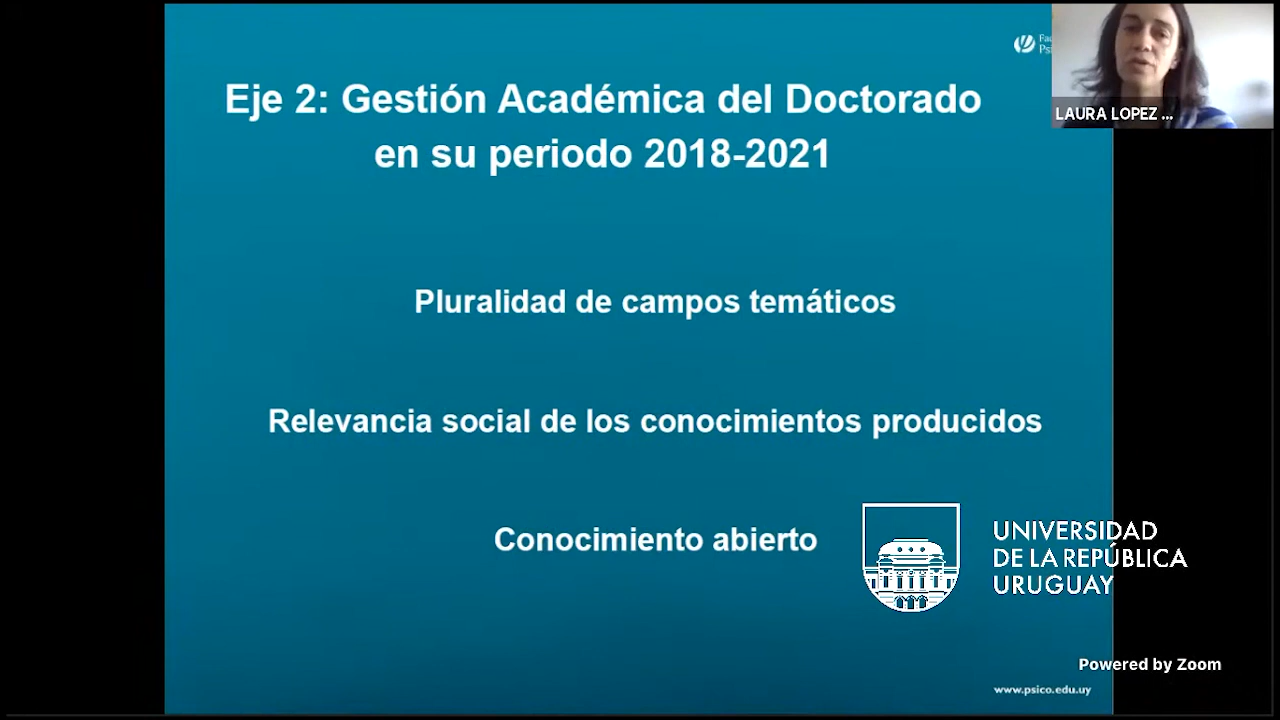 Eje 2: Gestión Académica del Doctorado
en su periodo 2018-2021
LAURA LOPEZ ...
Pluralidad de campos temáticos
Relevancia social de los conocimientos producidos
Conocimiento abierto
UNIVERSIDAD
DE LA REPÚBLICA
URUGUAY
Powered by Zoom
www.psico.edu.uy